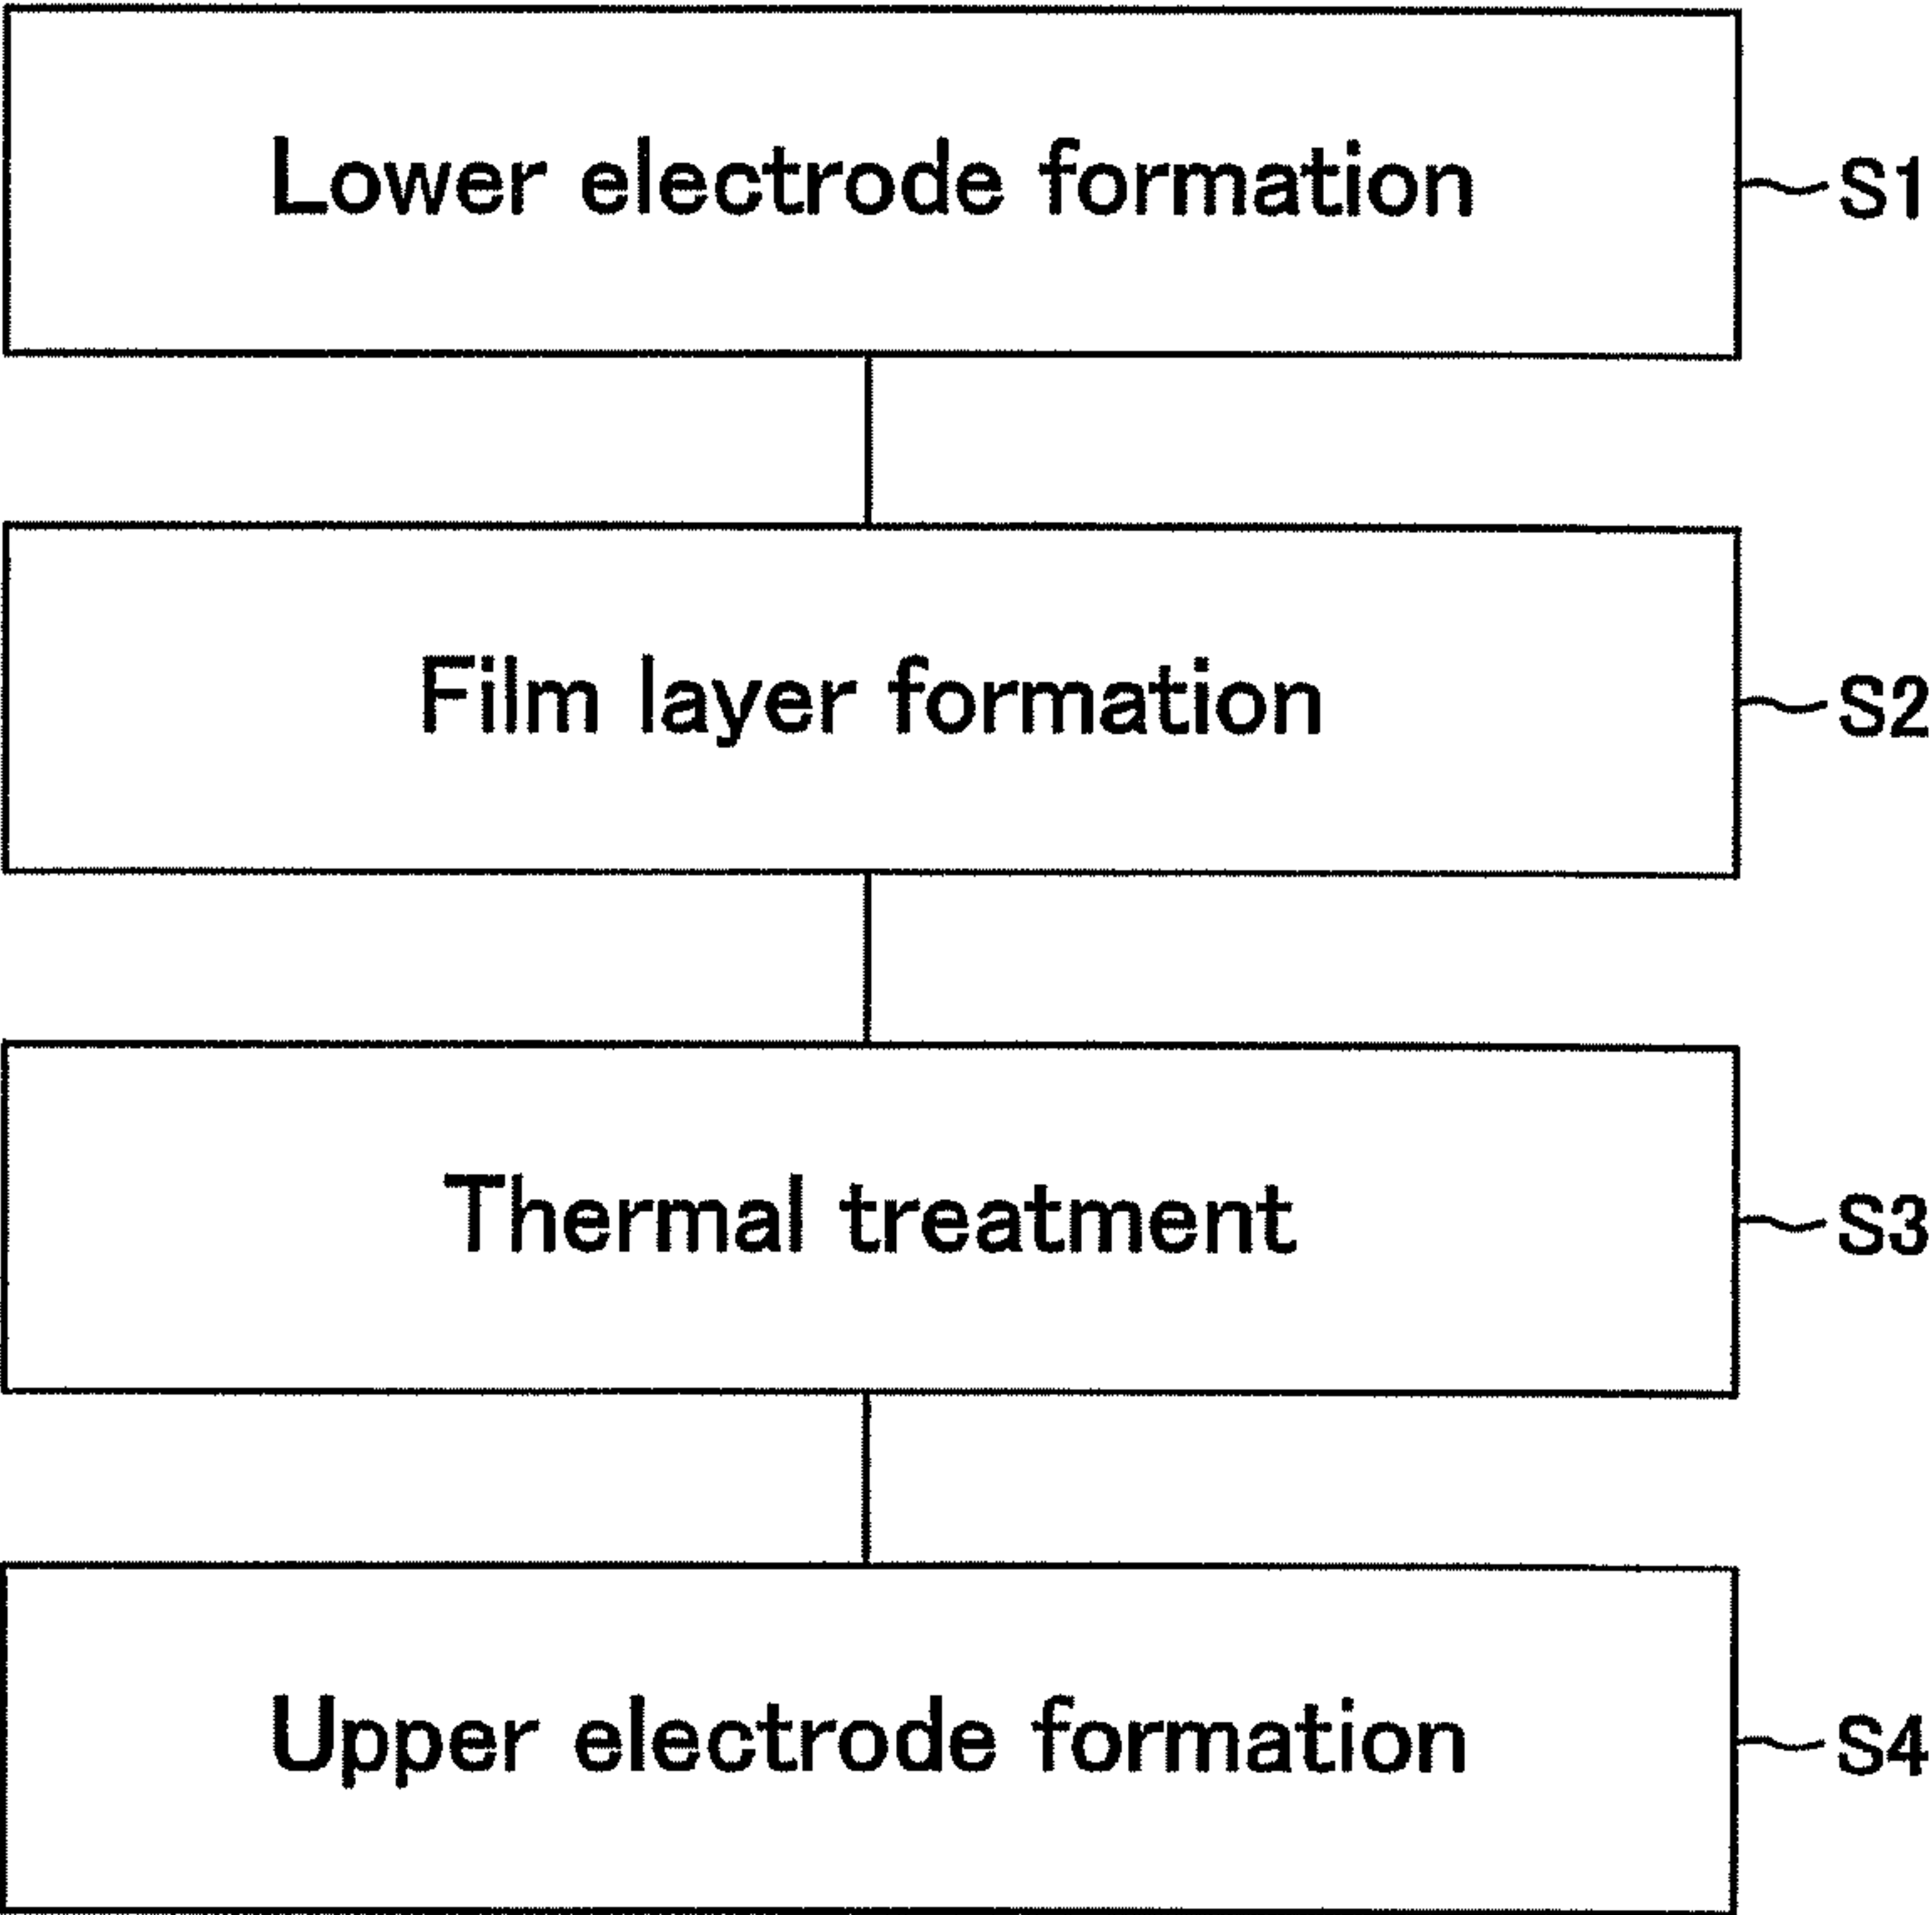 Lower electrode formation S1
Film layer formation S2
Thermal treatment S3
Upper electrode formation S4